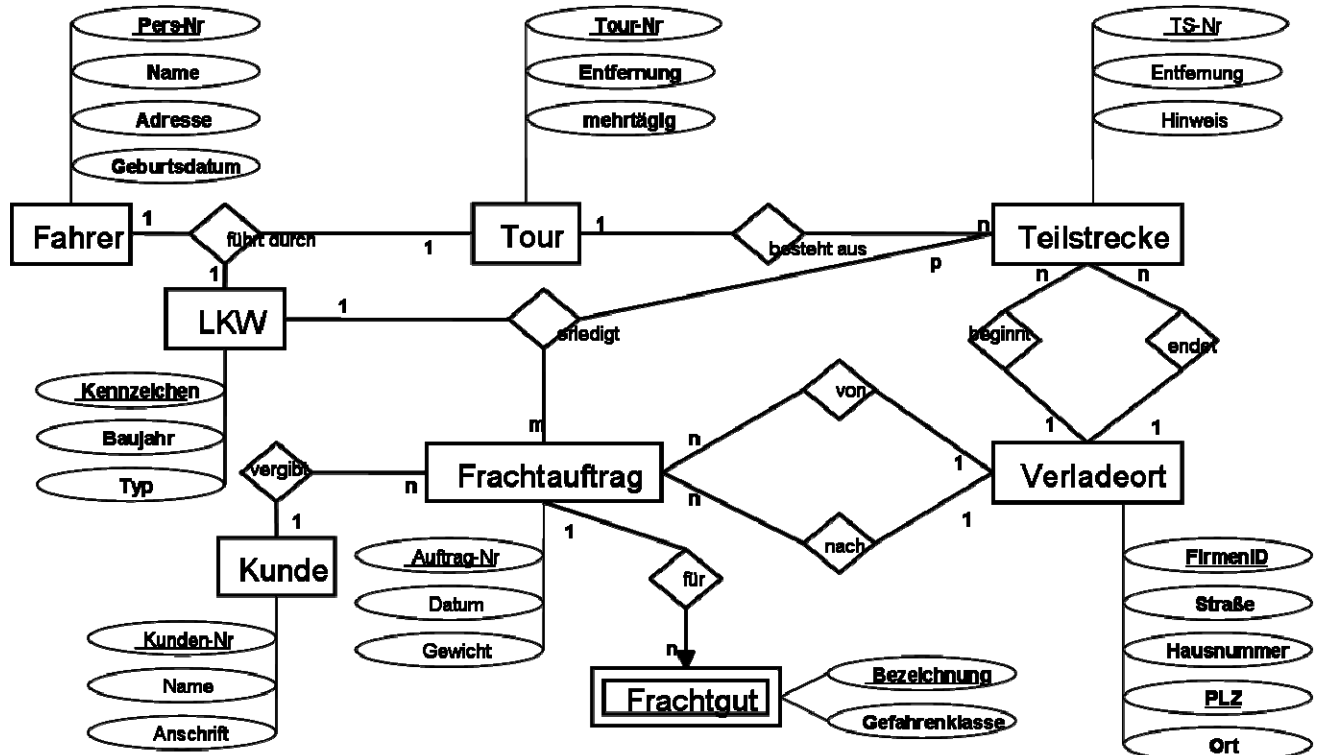 Pers-Nr
Name
Adresse
Geburtsdatum
Tour-Nr
Entfernung
mehrtägig
TS-Nr
Entfernung
Hinweis
Fahrer
1
führt durch
1
1
Tour
1
besteht aus
n
Teilstrecke
LKW
1
erledigt
p
m
n
n
beginnt
endet
1
1
Kennzeichen
Baujahr
Typ
vergibt
n
1
Frachtauftrag
n
n
von
nach
1
1
Verladeort
Kunde
Kunden-Nr
Name
Anschrift
Auftrag-Nr
Datum
Gewicht
1
für
n
Frachtgut
Bezeichnung
Gefahrenklasse
FirmenID
Straße
Hausnummer
PLZ
Ort